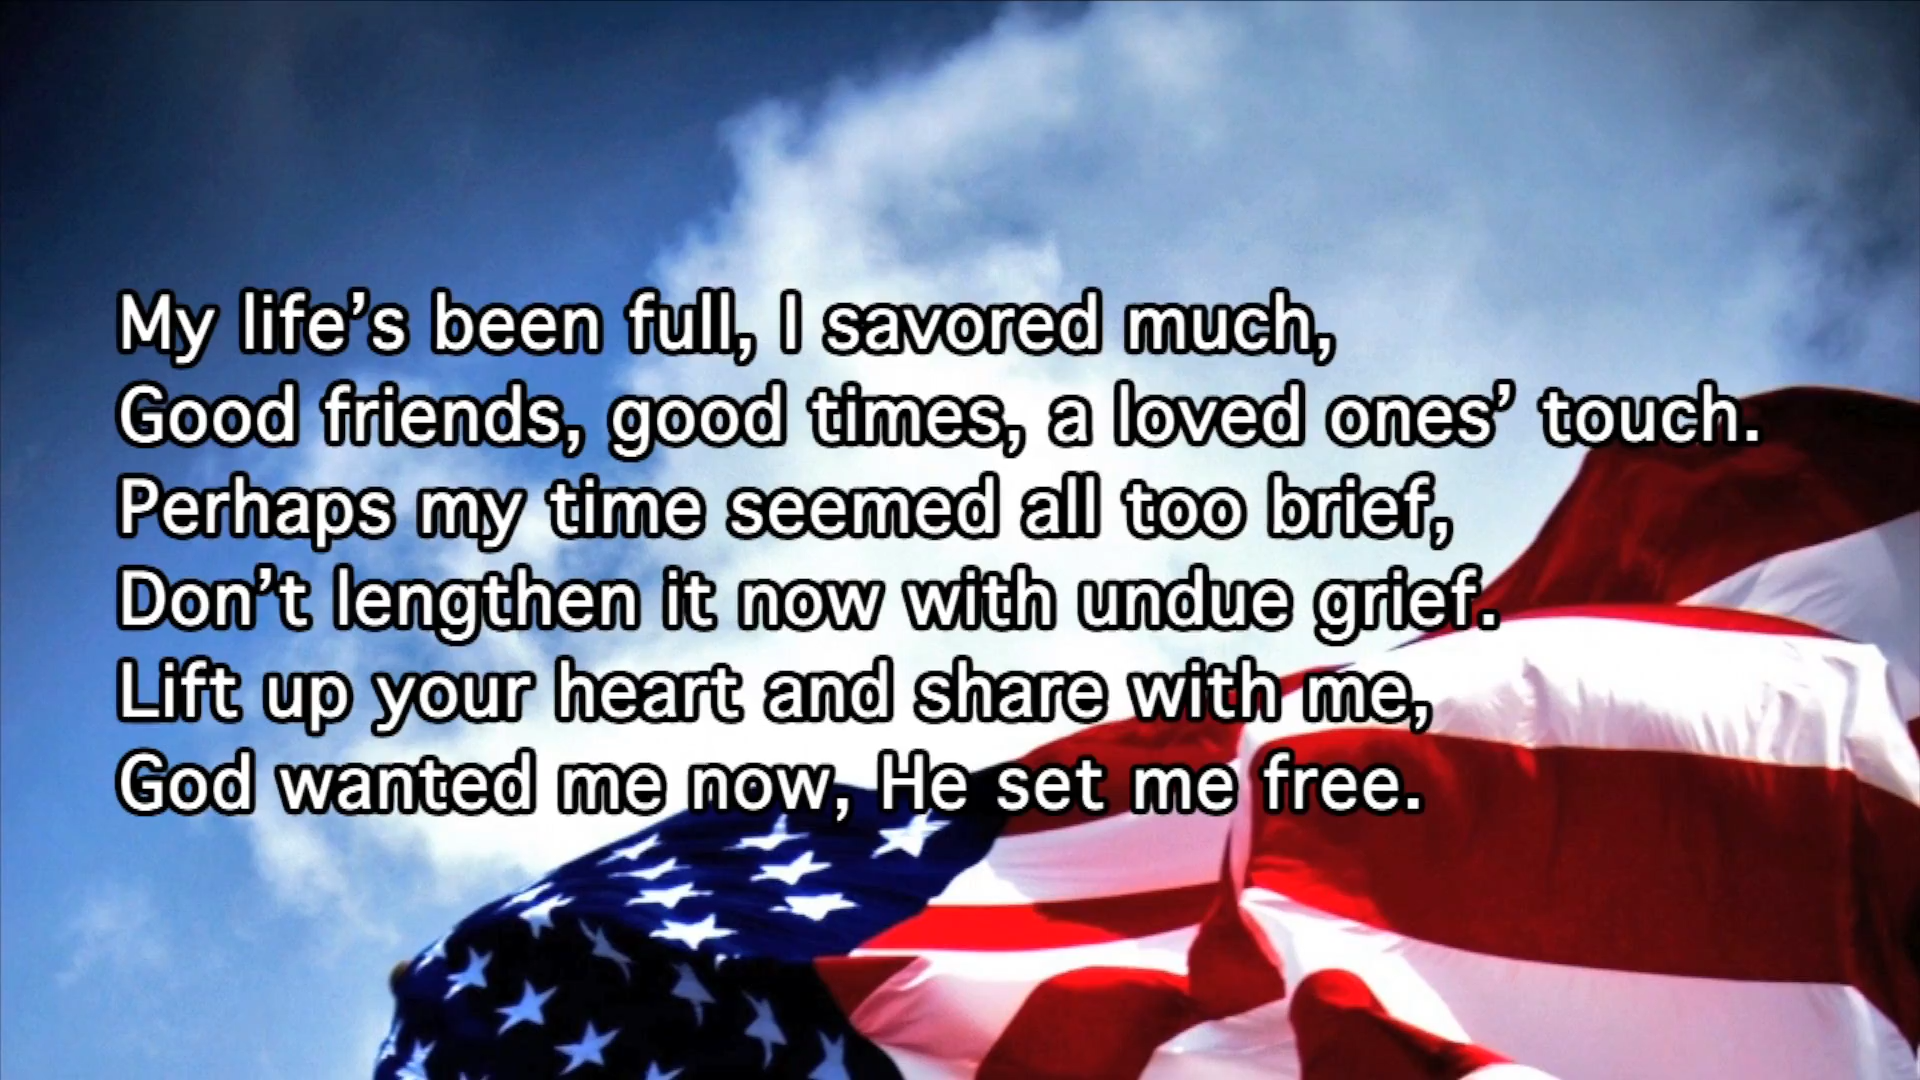 My life’s been full, I savored much,
Good friends, good times, a loved ones’ touch.
Perhaps my time seemed all too brief,
Don’t lengthen it now with undue grief.
Lift up your heart and share with me,
God wanted me now, He set me free.